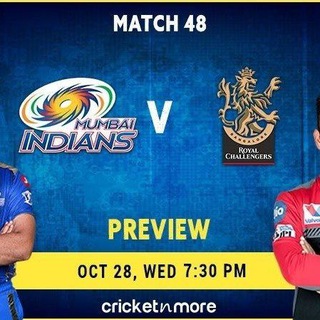 MATCH 48
MUMBAI
INDIANS
V
ROYAL
CHALLENGERS
PREVIEW
OCT 28, WED 7:30 PM
cricketnmore